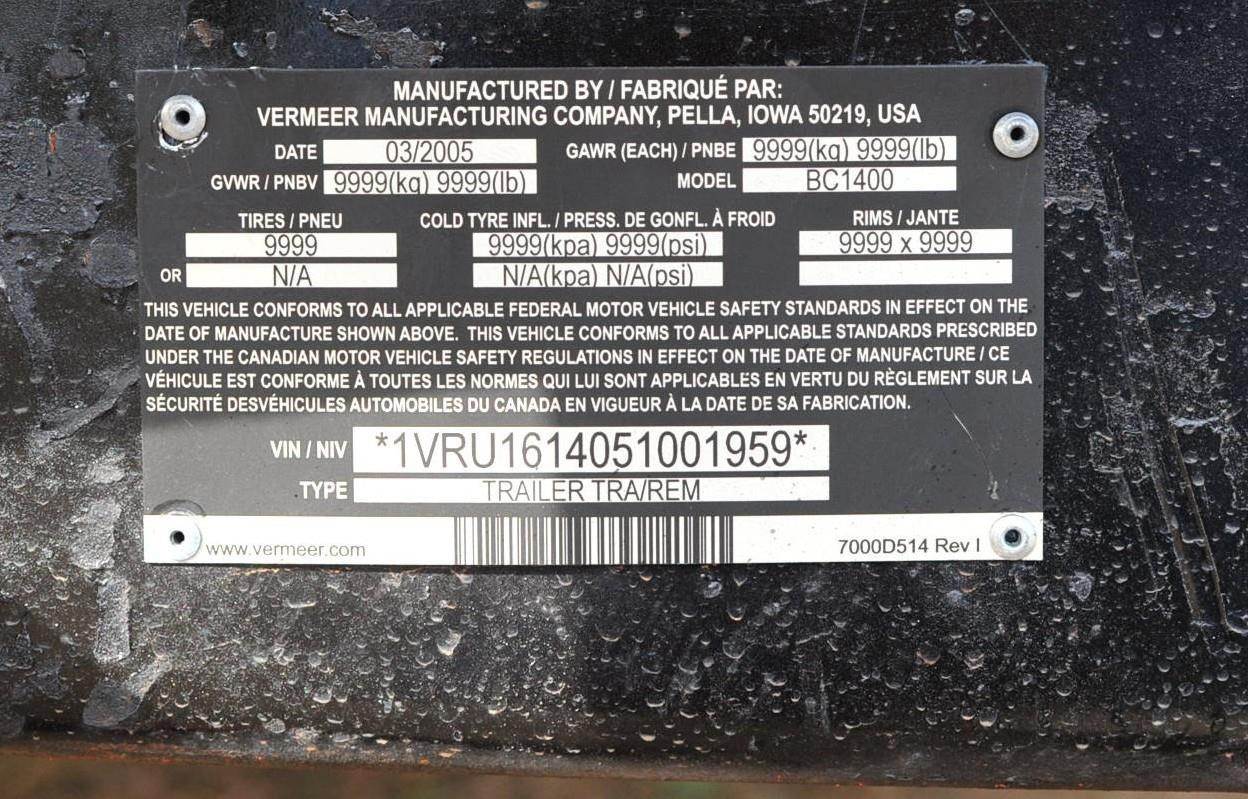 MANUFACTURED BY / FABRIQUÉ PAR:
VERMEER MANUFACTURING COMPANY, PELLA, IOWA 50219, USA
DATE 03/2005 GAWR (EACH) / PNBE 9999(kg) 9999(lb)
GVWR / PNBV 9999(kg) 9999(lb) MODEL BC1400
TIRES / PNEU COLD TYRE INFL. / PRESS. DE GONFL. À FROID RIMS / JANTE
9999 9999(kpa) 9999(psi) 9999 x 9999
OR N/A N/A(kpa) N/A(psi)
THIS VEHICLE CONFORMS TO ALL APPLICABLE FEDERAL MOTOR VEHICLE SAFETY STANDARDS IN EFFECT ON THE
DATE OF MANUFACTURE SHOWN ABOVE. THIS VEHICLE CONFORMS TO ALL APPLICABLE STANDARDS PRESCRIBED
UNDER THE CANADIAN MOTOR VEHICLE SAFETY REGULATIONS IN EFFECT ON THE DATE OF MANUFACTURE / CE
VÉHICULE EST CONFORME À TOUTES LES NORMES QUI LUI SONT APPLICABLES EN VERTU DU RÈGLEMENT SUR LA
SÉCURITÉ DESVÉHICULES AUTOMOBILES DU CANADA EN VIGUEUR À LA DATE DE SA FABRICATION.
VIN / NIV *1VRU1614051001959*
TYPE TRAILER TRA/REM
www.vermeer.com 7000D514 Rev I